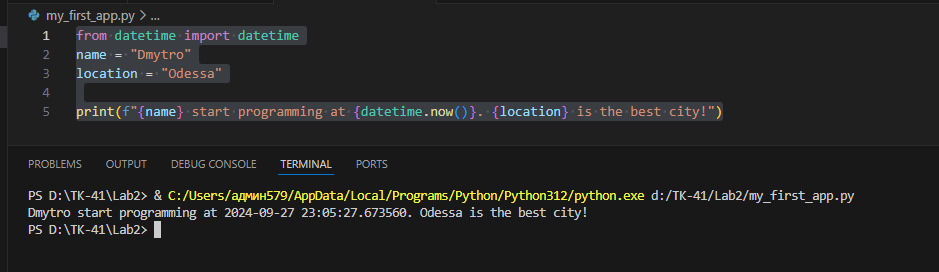 my_first_app.py > ...
1 from datetime import datetime
2 name = "Dmytro"
3 location = "Odessa"
4
5 print(f"{name} start programming at {datetime.now()}. {location} is the best city!")
PROBLEMS OUTPUT DEBUG CONSOLE TERMINAL PORTS
PS D:\TK-41\Lab2> & C:/Users/админ579/AppData/Local/Programs/Python/Python312/python.exe d:/TK-41/Lab2/my_first_app.py
Dmytro start programming at 2024-09-27 23:05:27.673560. Odessa is the best city!
PS D:\TK-41\Lab2>